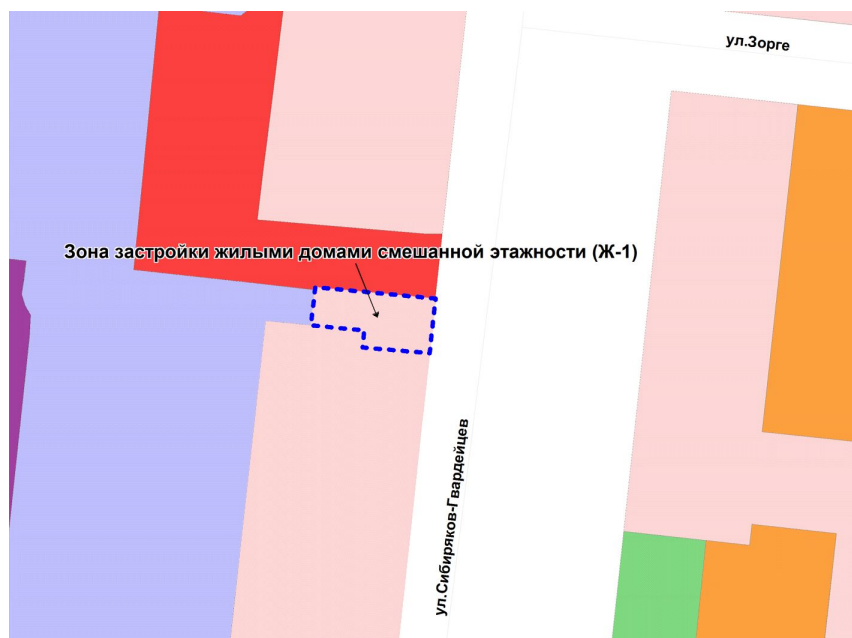 ул.Зорге
Зона застройки жилыми домами смешанной этажности (Ж-1)
ул.Сибиряков-Гвардейцев